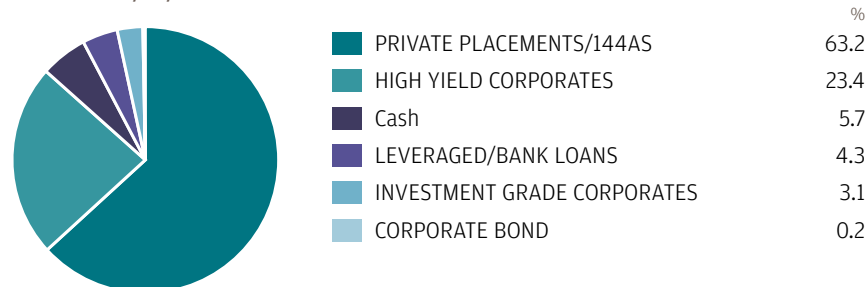 %
PRIVATE PLACEMENTS/144AS 63.2
HIGH YIELD CORPORATES 23.4
Cash 5.7
LEVERAGED/BANK LOANS 4.3
INVESTMENT GRADE CORPORATES 3.1
CORPORATE BOND 0.2